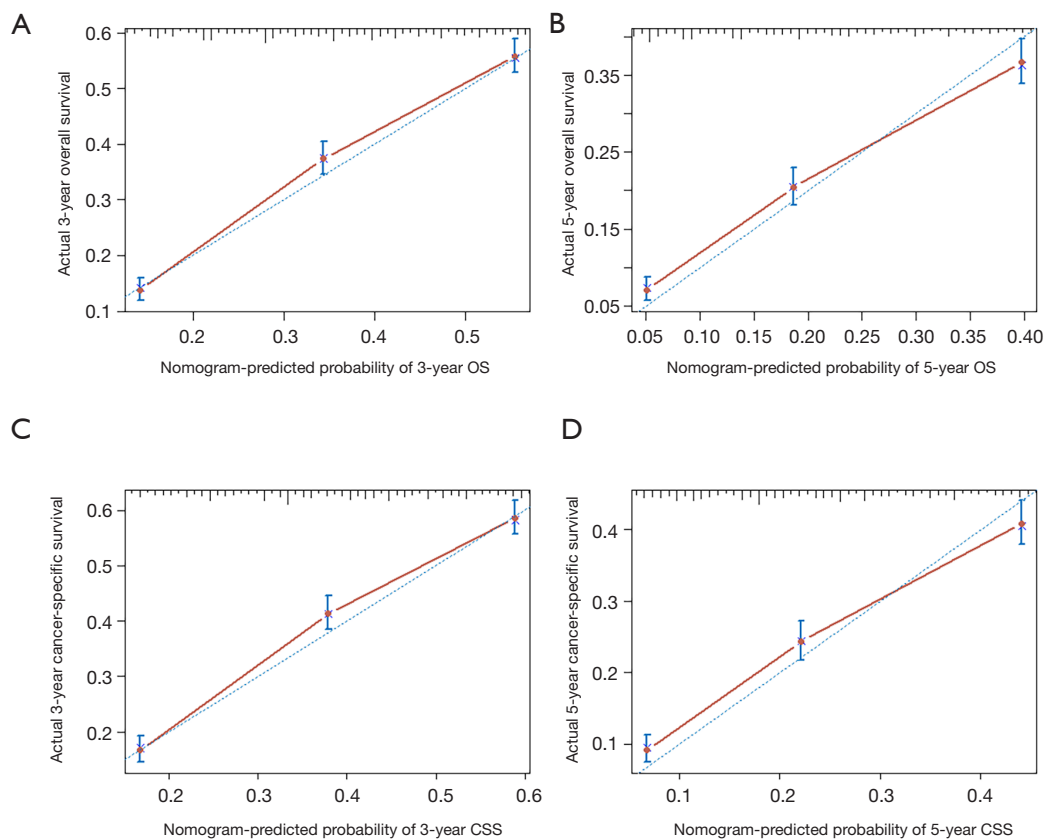 A
Actual 3-year overall survival
0.6
0.5
0.4
0.3
0.2
0.1
0.2 0.3 0.4 0.5
Nomogram-predicted probability of 3-year OS
B
Actual 5-year overall survival
0.35
0.25
0.15
0.05
0.05 0.10 0.15 0.20 0.25 0.30 0.35 0.40
Nomogram-predicted probability of 5-year OS
C
Actual 3-year cancer-specific survival
0.6
0.5
0.4
0.3
0.2
0.2 0.3 0.4 0.5 0.6
Nomogram-predicted probability of 3-year CSS
D
Actual 5-year cancer-specific survival
0.4
0.3
0.2
0.1
0.1 0.2 0.3 0.4
Nomogram-predicted probability of 5-year CSS